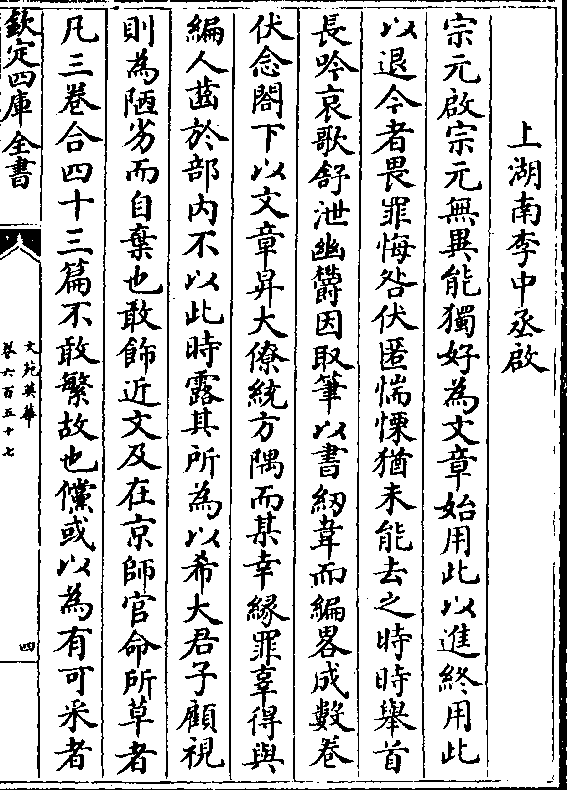 上湖南李中丞啟
宗元啟宗元無異能獨好為文章始用此以進終用此
以退今者畏罪悔咎伏匿惴慄猶未能去之時時舉首
長吟哀歌舒泄幽鬱因取筆以書紉韋而編畧成數卷
伏念閤下以文章昇大僚統方隅而某幸緣罪辜得與
編人齒於部內不以此時露其所為以希大君子顧視
則為陋劣而自棄也敢飾近文及在京師官命所草者
凡三卷合四十三篇不敢繁故也儻或以為有可采者
欽定四庫全書
文苑英華
卷六百五十七
四